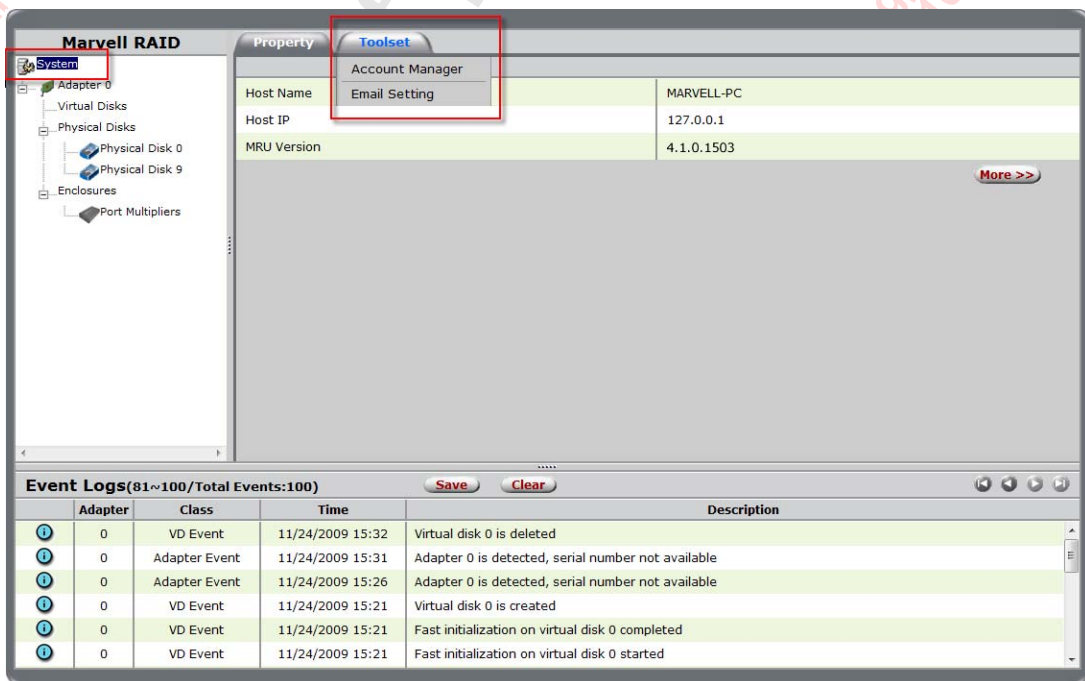 Marvell RAID
System
Adapter 0
Virtual Disks
Physical Disks
Physical Disk 0
Physical Disk 9
Enclosures
Port Multipliers
Property Toolset
Account Manager
Email Setting
Host Name MARVELL-PC
Host IP 127.0.0.1
MRU Version 4.1.0.1503
More >>
Event Logs(81~100/Total Events:100) Save Clear
Adapter Class Time Description
0 VD Event 11/24/2009 15:32 Virtual disk 0 is deleted
0 Adapter Event 11/24/2009 15:31 Adapter 0 is detected, serial number not available
0 Adapter Event 11/24/2009 15:26 Adapter 0 is detected, serial number not available
0 VD Event 11/24/2009 15:21 Virtual disk 0 is created
0 VD Event 11/24/2009 15:21 Fast initialization on virtual disk 0 completed
0 VD Event 11/24/2009 15:21 Fast initialization on virtual disk 0 started